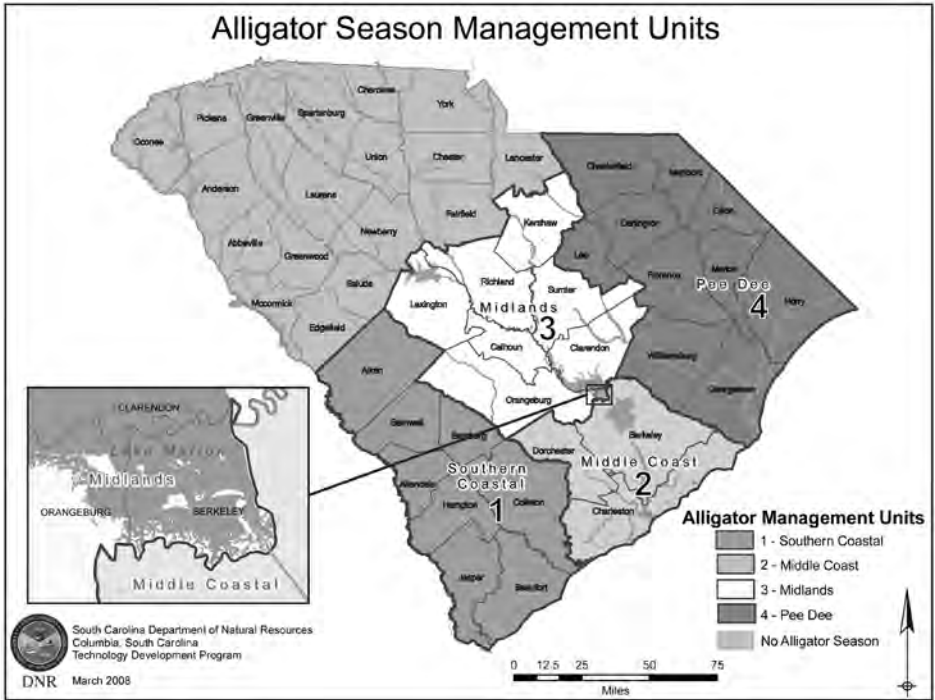 Alligator Season Management Units
Cherokee
York
Pickens
Greenville
Spartanburg
Oconee
Union
Chester
Lancaster
Chesterfield
Marlboro
Anderson
Laurens
Fairfield
Kershaw
Darlington
Dillon
Abbeville
Greenwood
Newberry
Lee
Saluda
Richland
Sumter
Florence
Marion
Pee Dee
4
Horry
Mccormick
Lexington
Midlands
3
Edgefield
Calhoun
Clarendon
Williamsburg
Aiken
Georgetown
Orangeburg
Barnwell
Bamberg
Berkeley
Dorchester
Middle Coast
2
Southern
Coastal
1
Allendale
Hampton
Colleton
Charleston
Jasper
Beaufort
CLARENDON
Lake Marion
Midlands
ORANGEBURG
BERKELEY
Middle Coastal
Alligator Management Units
1 - Southern Coastal
2 - Middle Coast
3 - Midlands
4 - Pee Dee
No Alligator Season
South Carolina Department of Natural Resources
Columbia, South Carolina
Technology Development Program
DNR March 2008
0 12.5 25 50 75
Miles